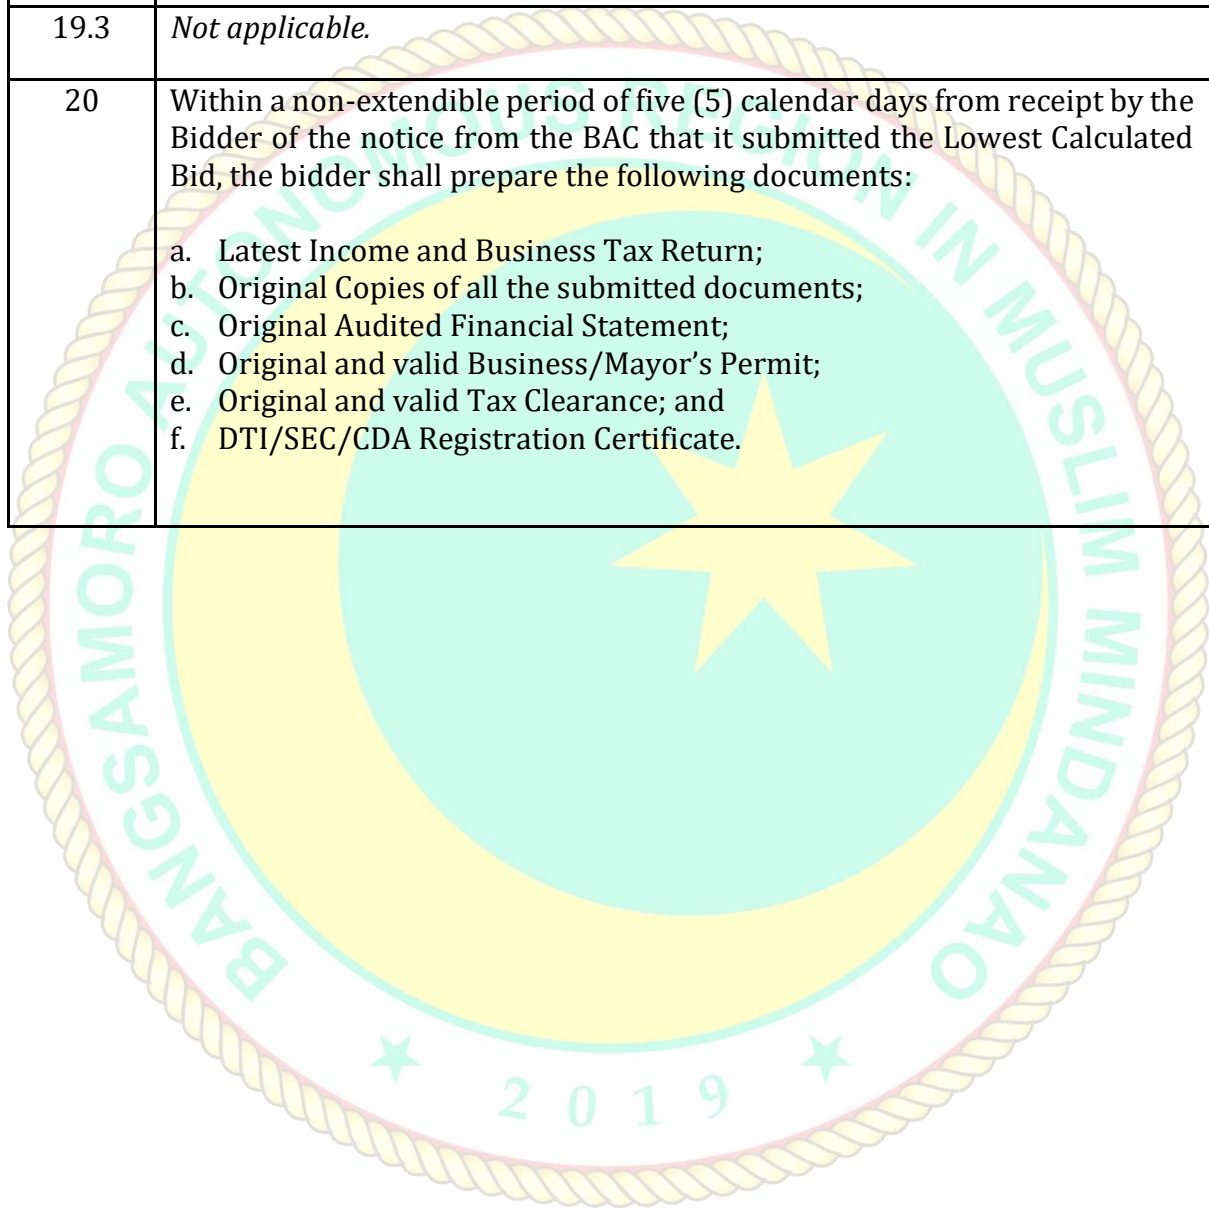 19.3 Not applicable.
20 Within a non-extendible period of five (5) calendar days from receipt by the
Bidder of the notice from the BAC that it submitted the Lowest Calculated
Bid, the bidder shall prepare the following documents:
a. Latest Income and Business Tax Return;
b. Original Copies of all the submitted documents;
c. Original Audited Financial Statement;
d. Original and valid Business/Mayor’s Permit;
e. Original and valid Tax Clearance; and
f. DTI/SEC/CDA Registration Certificate.
BANGSAMORO AUTONOMOUS REGION IN MUSLIM MINDANAO
2019